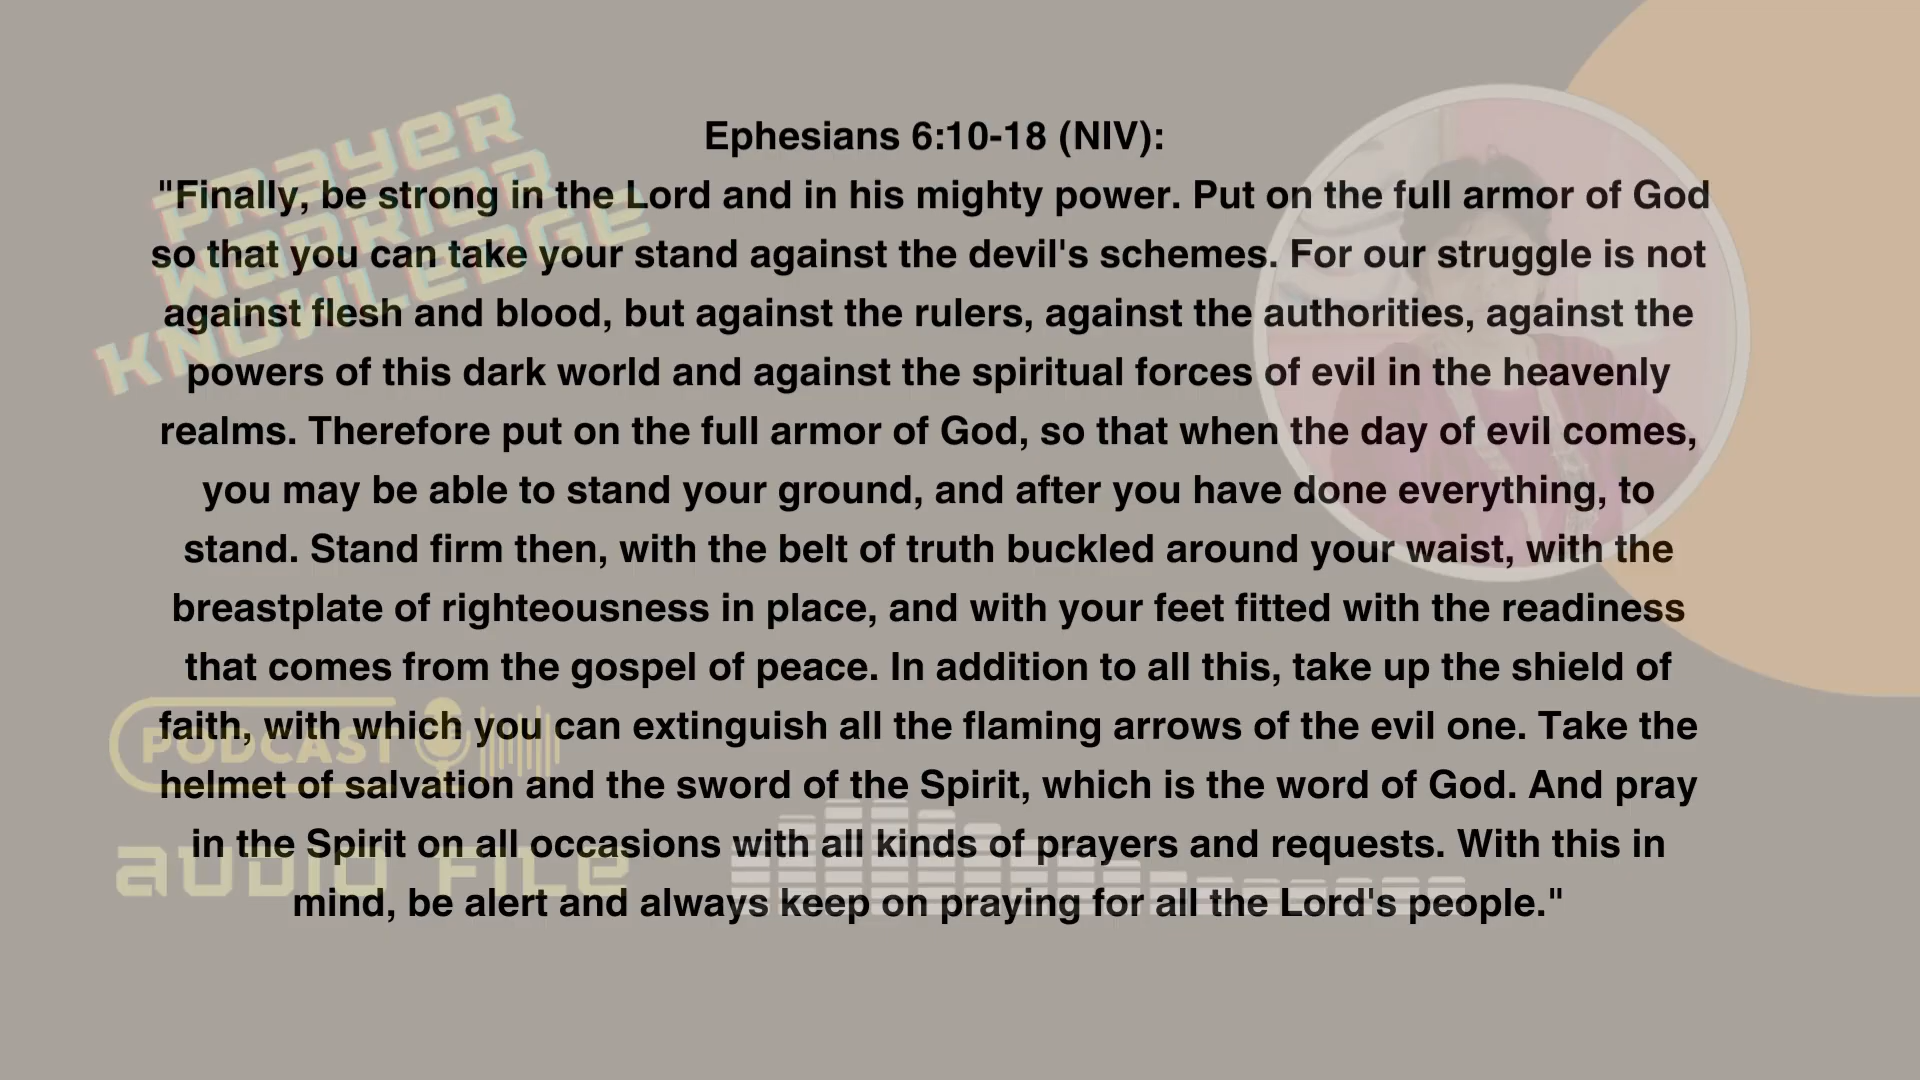 PRAYER
WARRIOR
KNOWLEDGE
Ephesians 6:10-18 (NIV):
"Finally, be strong in the Lord and in his mighty power. Put on the full armor of God
so that you can take your stand against the devil's schemes. For our struggle is not
against flesh and blood, but against the rulers, against the authorities, against the
powers of this dark world and against the spiritual forces of evil in the heavenly
realms. Therefore put on the full armor of God, so that when the day of evil comes,
you may be able to stand your ground, and after you have done everything, to
stand. Stand firm then, with the belt of truth buckled around your waist, with the
breastplate of righteousness in place, and with your feet fitted with the readiness
that comes from the gospel of peace. In addition to all this, take up the shield of
faith, with which you can extinguish all the flaming arrows of the evil one. Take the
helmet of salvation and the sword of the Spirit, which is the word of God. And pray
in the Spirit on all occasions with all kinds of prayers and requests. With this in
mind, be alert and always keep on praying for all the Lord's people."
PODCAST
AUDIO FILE